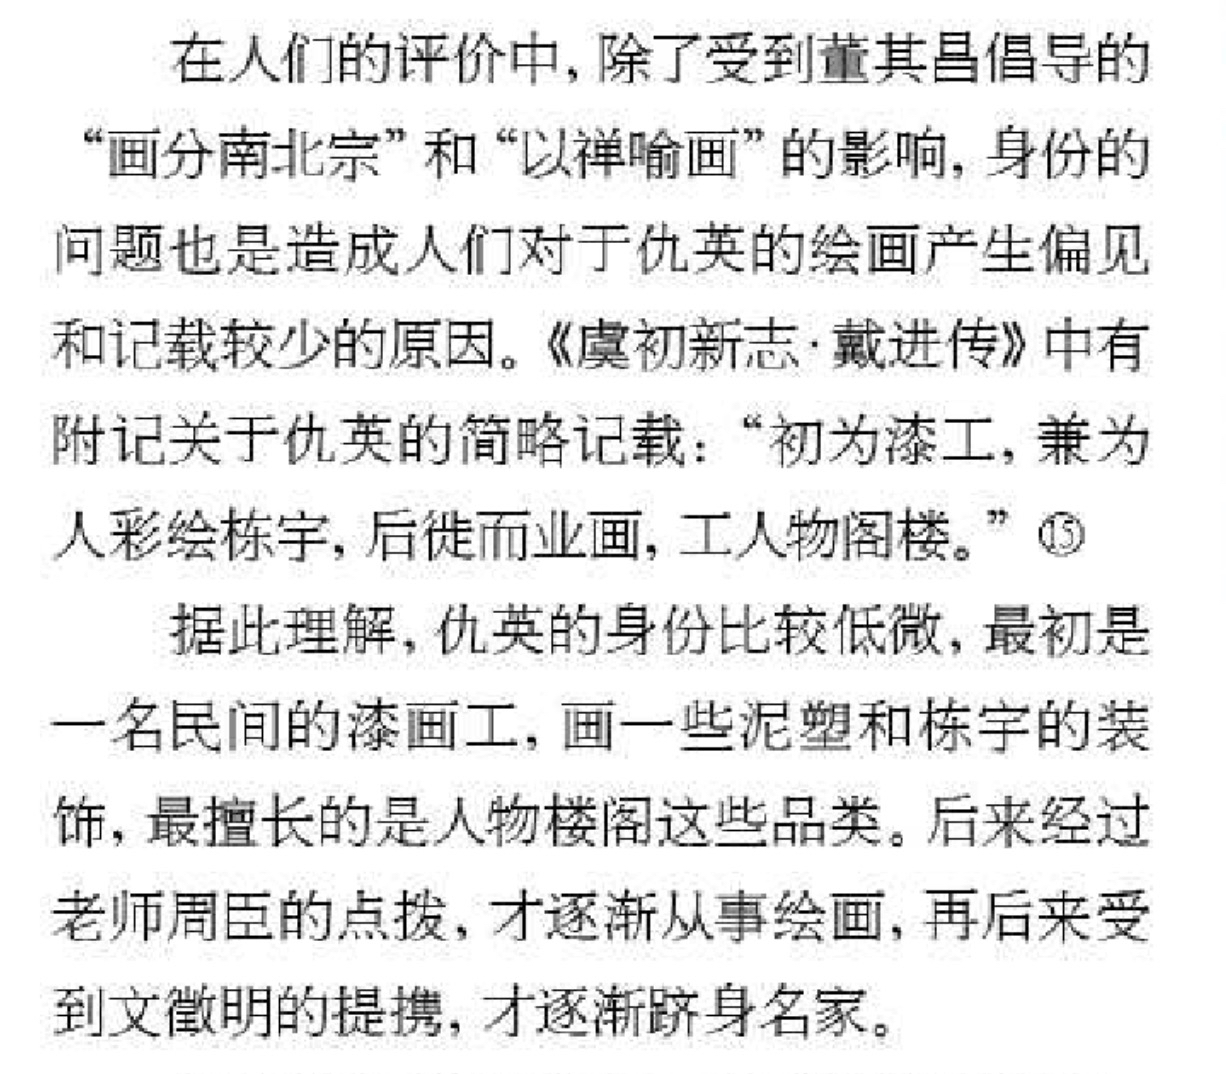 在人们的评价中，除了受到董其昌倡导的
“画分南北宗”和“以禅喻画”的影响，身份的
问题也是造成人们对于仇英的绘画产生偏见
和记载较少的原因。《虞初新志·戴进传》中有
附记关于仇英的简略记载：“初为漆工，兼为
人彩绘栋宇，后徙而业画，工人物阁楼。”⑮
据此理解，仇英的身份比较低微，最初是
一名民间的漆画工，画一些泥塑和栋宇的装
饰，最擅长的是人物楼阁这些品类。后来经过
老师周臣的点拨，才逐渐从事绘画，再后来受
到文徵明的提携，才逐渐跻身名家。